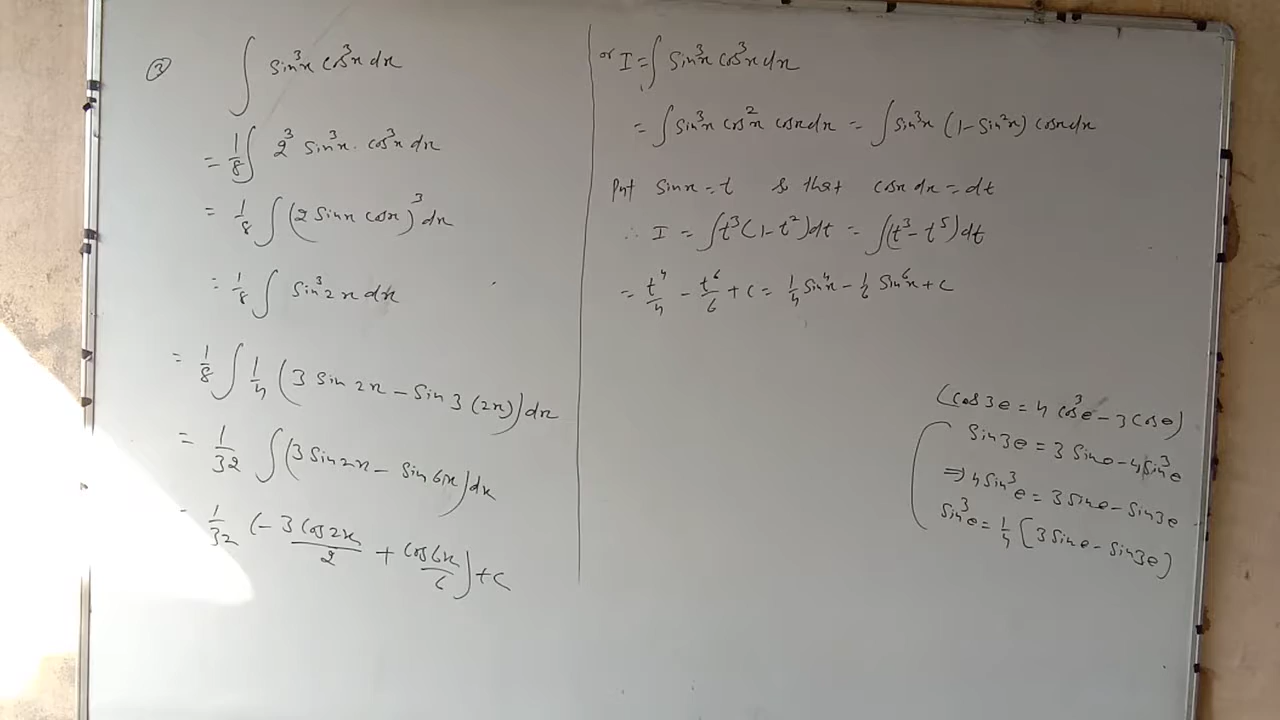 ② ∫ sin³x cos³x dx
= 1/8 ∫ 2³ sin³x . cos³x dx
= 1/8 ∫ (2 sinx cosx)³ dx
= 1/8 ∫ sin³2x dx
= 1/8 ∫ 1/4 (3 sin 2x - sin 3(2x)) dx
= 1/32 ∫ (3 sin2x - sin 6x) dx
= 1/32 (- 3 cos2x/2 + cos6x/6) + c
or I = ∫ sin³x cos³x dx
= ∫ sin³x cos²x cosx dx = ∫ sin³x (1 - sin²x) cosx dx
Put sinx = t so that cosx dx = dt
∴ I = ∫ t³(1 - t²) dt = ∫ (t³ - t⁵) dt
= t⁴/4 - t⁶/6 + c = 1/4 sin⁴x - 1/6 sin⁶x + c
(cos3θ = 4 cos³θ - 3 cosθ)
sin3θ = 3 sinθ - 4 sin³θ
⇒ 4 sin³θ = 3 sinθ - sin3θ
sin³θ = 1/4 [3 sinθ - sin3θ]